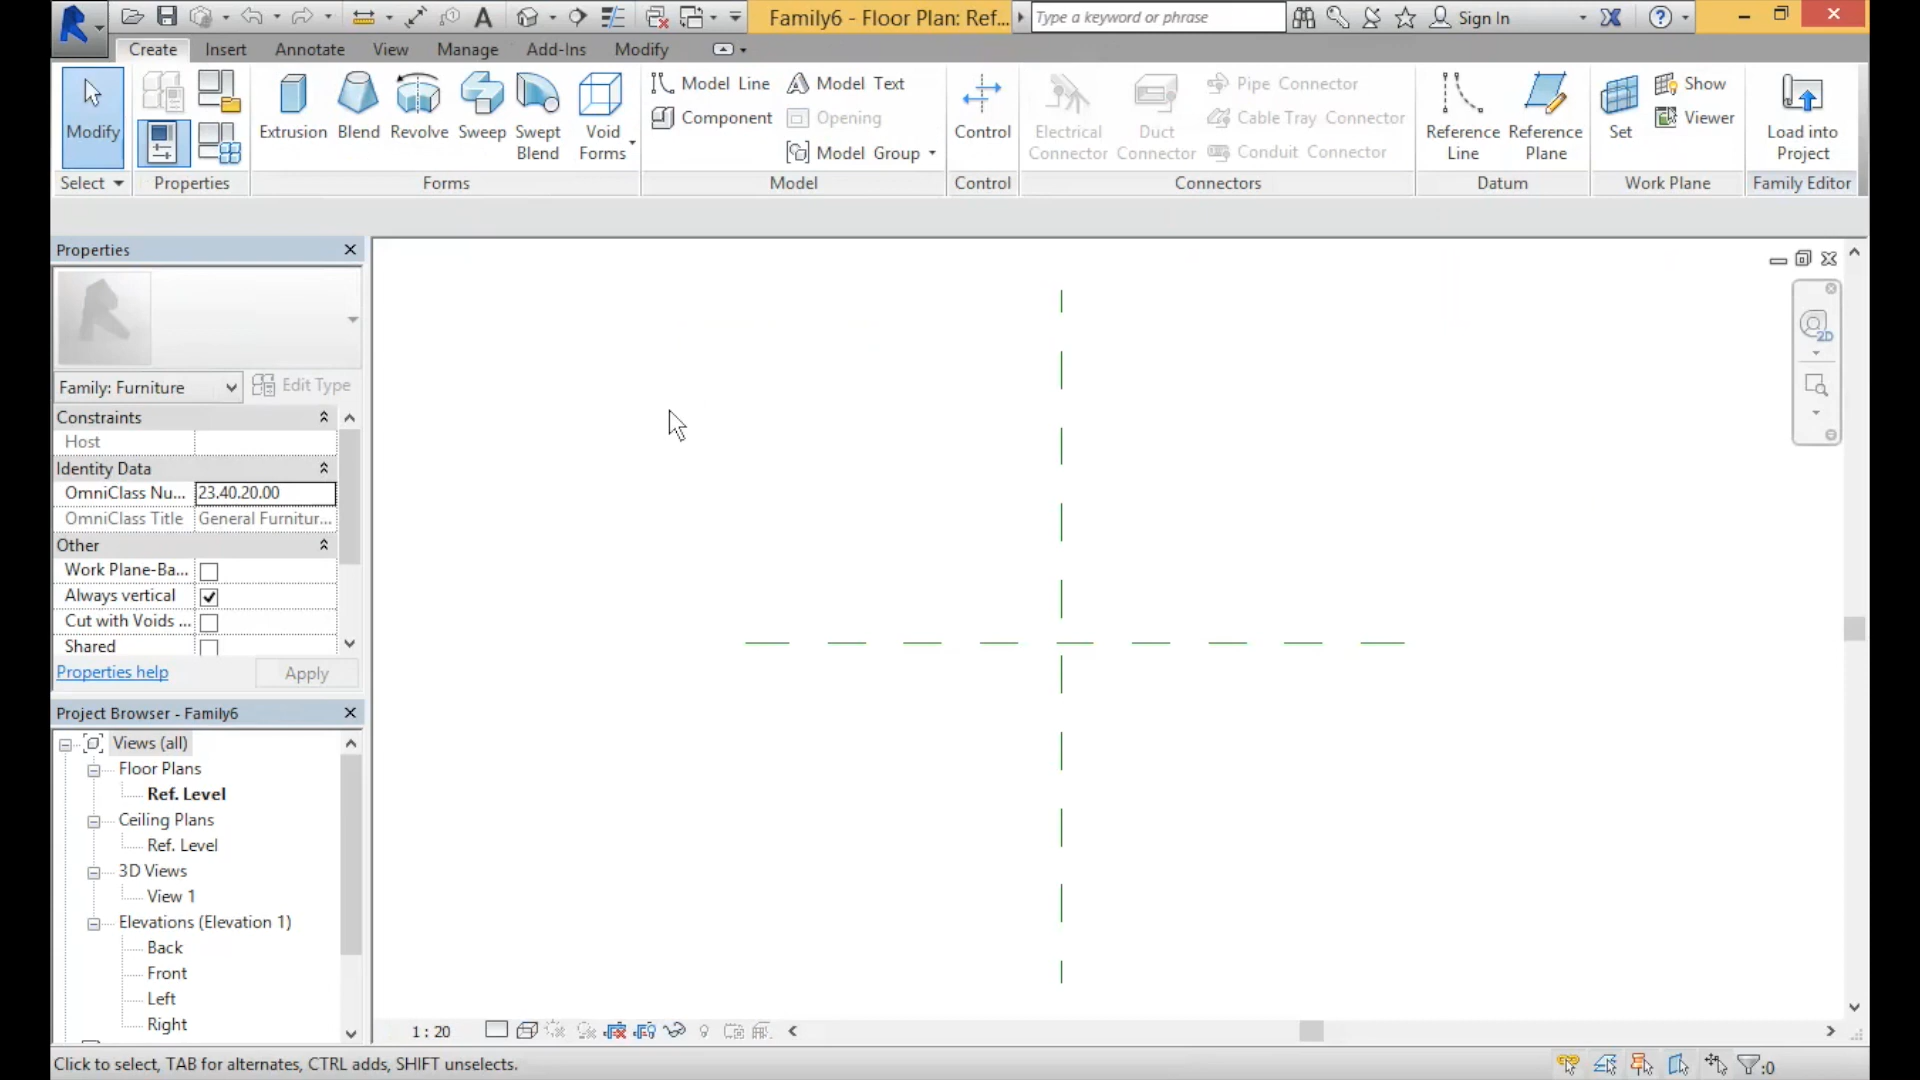 Family6 - Floor Plan: Ref...
Type a keyword or phrase
Sign In
Create Insert Annotate View Manage Add-Ins Modify
Modify
Extrusion Blend Revolve Sweep Swept Blend Void Forms
Model Line
Component
Model Text
Opening
Model Group
Control
Electrical Connector
Duct Connector
Pipe Connector
Cable Tray Connector
Conduit Connector
Reference Line
Reference Plane
Set
Show
Viewer
Load into Project
Select Properties Forms Model Control Connectors Datum Work Plane Family Editor
Properties
Family: Furniture
Edit Type
Constraints
Host
Identity Data
OmniClass Nu... 23.40.20.00
OmniClass Title General Furnitur...
Other
Work Plane-Ba...
Always vertical
Cut with Voids ...
Shared
Properties help
Apply
Project Browser - Family6
Views (all)
Floor Plans
Ref. Level
Ceiling Plans
Ref. Level
3D Views
View 1
Elevations (Elevation 1)
Back
Front
Left
Right
2D
1 : 20
Click to select, TAB for alternates, CTRL adds, SHIFT unselects.
:0